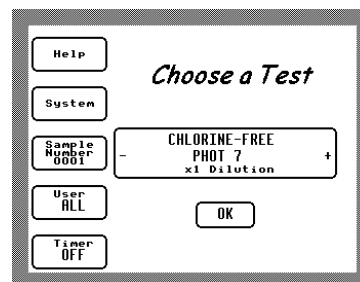 Help
System
Sample
Number
0001
User
ALL
Timer
OFF
Choose a Test
CHLORINE-FREE
- PHOT 7 +
x1 Dilution
OK